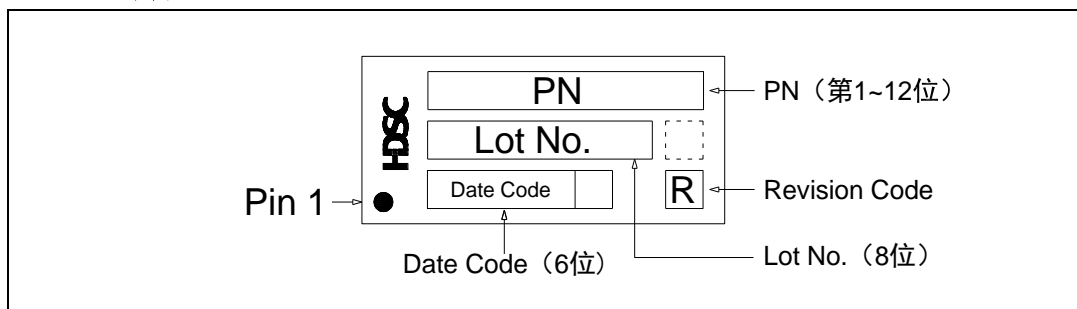 HDSC
PN
PN（第1~12位）
Lot No.
Date Code
R
Revision Code
Pin 1
Date Code（6位）
Lot No.（8位）